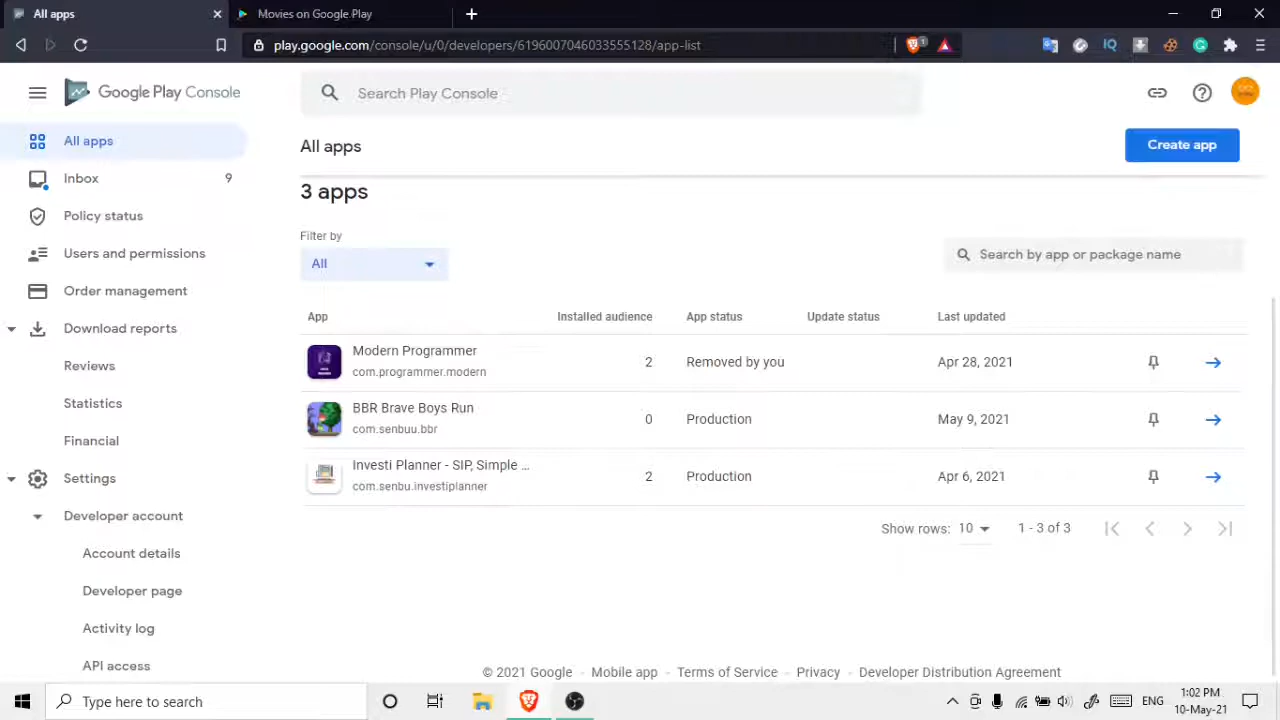 All apps
Movies on Google Play
play.google.com/console/u/0/developers/6196007046033555128/app-list
1
IQ
Google Play Console
Search Play Console
All apps
All apps
Create app
Inbox 9
3 apps
Policy status
Filter by
Users and permissions
All
Search by app or package name
Order management
App Installed audience App status Update status Last updated
Download reports
Modern Programmer
com.programmer.modern
2 Removed by you Apr 28, 2021
Reviews
Statistics
BBR Brave Boys Run
com.senbuu.bbr
0 Production May 9, 2021
Financial
Investi Planner - SIP, Simple ...
com.senbu.investiplanner
2 Production Apr 6, 2021
Settings
Developer account
Show rows: 10 1 - 3 of 3
Account details
Developer page
Activity log
API access
© 2021 Google - Mobile app - Terms of Service - Privacy - Developer Distribution Agreement
Type here to search
ENG
1:02 PM
10-May-21